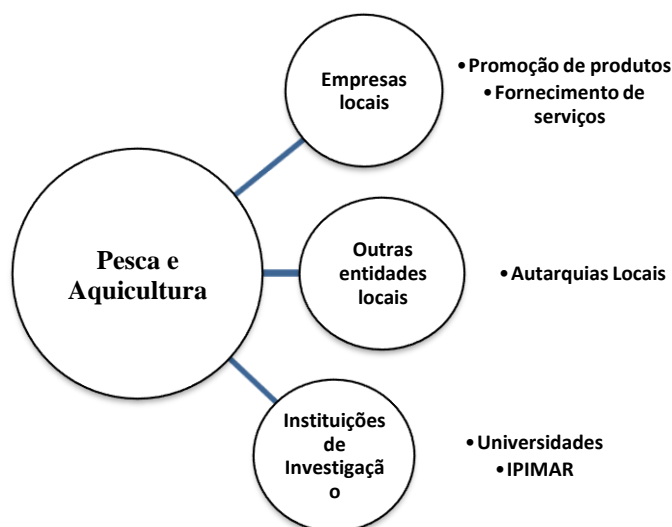 Empresas
locais
• Promoção de produtos
• Fornecimento de
serviços
Pesca e
Aquicultura
Outras
entidades
locais
• Autarquias Locais
Instituições
de
Investigaçã
o
• Universidades
• IPIMAR